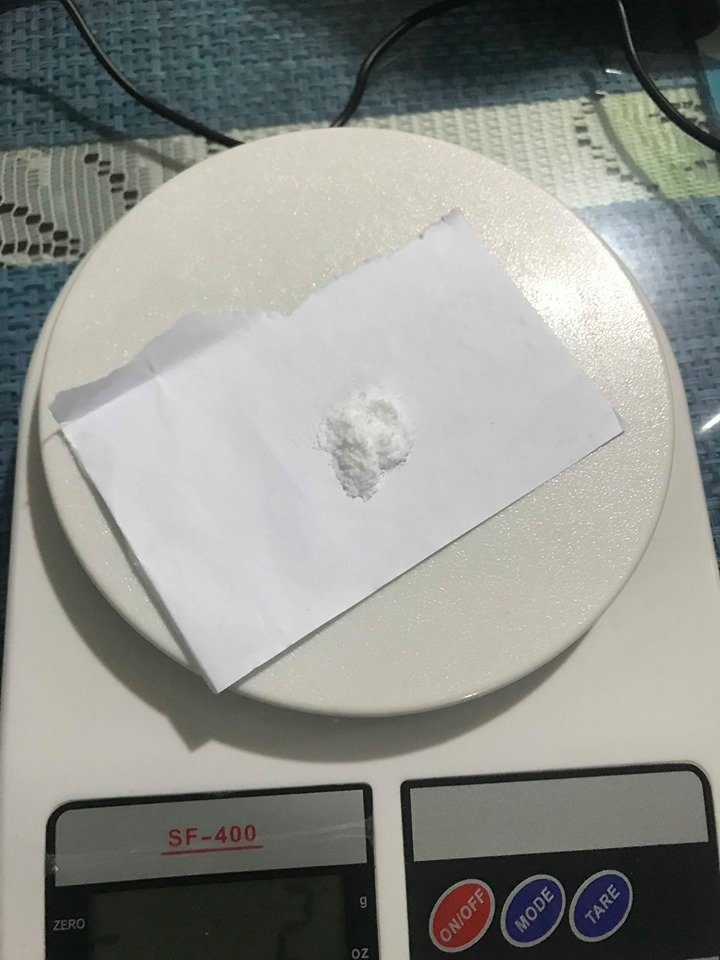 SF-400
ZERO
g
oz
ON/OFF
MODE
TARE